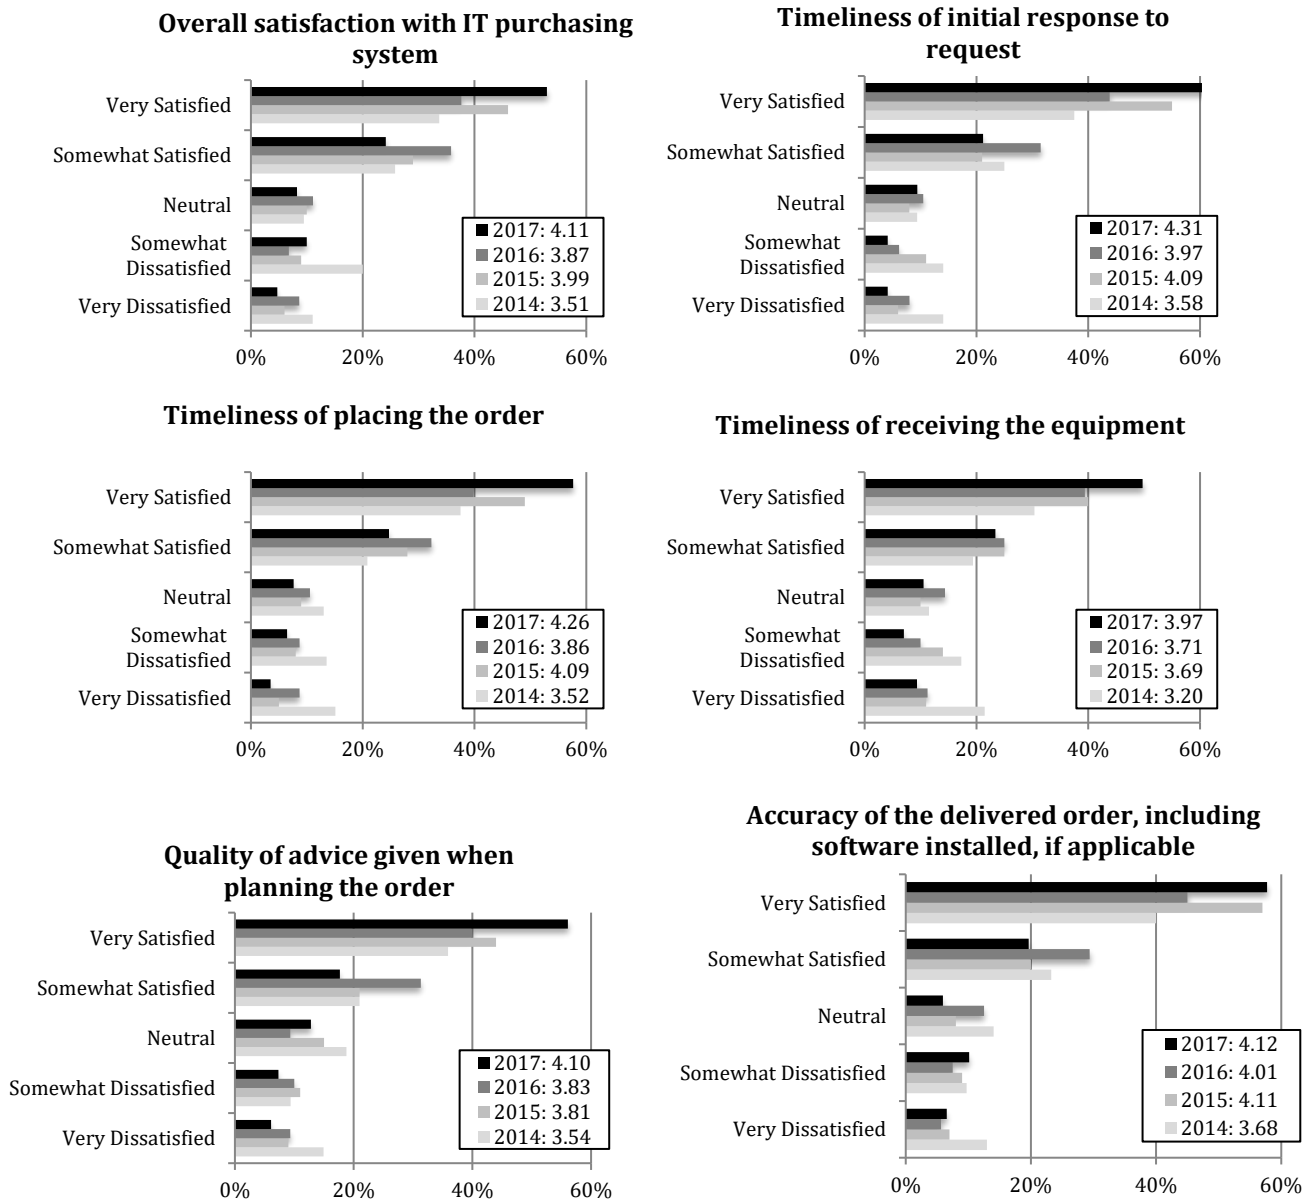 Overall satisfaction with IT purchasing
system
Very Satisfied
Somewhat Satisfied
Neutral
Somewhat
Dissatisfied
Very Dissatisfied
2017: 4.11
2016: 3.87
2015: 3.99
2014: 3.51
0% 20% 40% 60%
Timeliness of initial response to
request
Very Satisfied
Somewhat Satisfied
Neutral
Somewhat
Dissatisfied
Very Dissatisfied
2017: 4.31
2016: 3.97
2015: 4.09
2014: 3.58
0% 20% 40% 60%
Timeliness of placing the order
Very Satisfied
Somewhat Satisfied
Neutral
Somewhat
Dissatisfied
Very Dissatisfied
2017: 4.26
2016: 3.86
2015: 4.09
2014: 3.52
0% 20% 40% 60%
Timeliness of receiving the equipment
Very Satisfied
Somewhat Satisfied
Neutral
Somewhat
Dissatisfied
Very Dissatisfied
2017: 3.97
2016: 3.71
2015: 3.69
2014: 3.20
0% 20% 40% 60%
Quality of advice given when
planning the order
Very Satisfied
Somewhat Satisfied
Neutral
Somewhat Dissatisfied
Very Dissatisfied
2017: 4.10
2016: 3.83
2015: 3.81
2014: 3.54
0% 20% 40% 60%
Accuracy of the delivered order, including
software installed, if applicable
Very Satisfied
Somewhat Satisfied
Neutral
Somewhat Dissatisfied
Very Dissatisfied
2017: 4.12
2016: 4.01
2015: 4.11
2014: 3.68
0% 20% 40% 60%